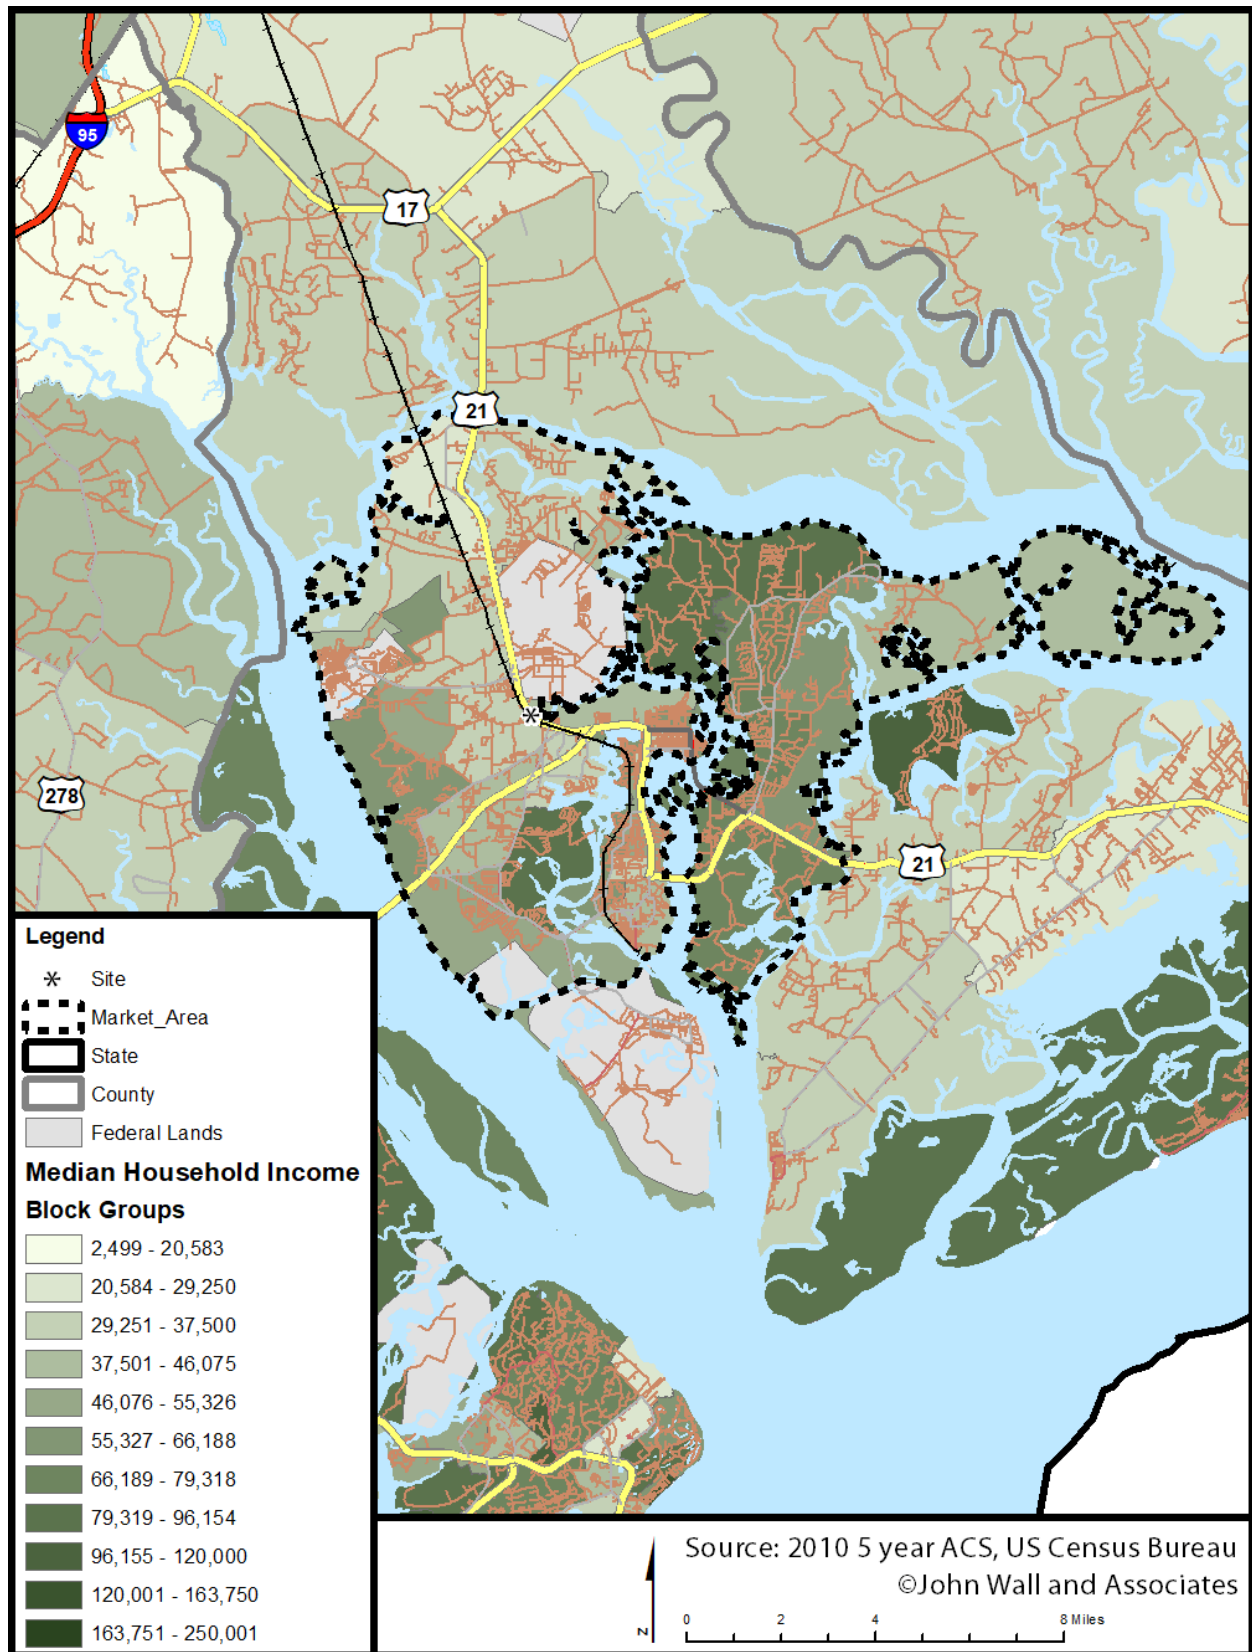 95
17
21
278
21
Legend
Site
Market_Area
State
County
Federal Lands
Median Household Income
Block Groups
2,499 - 20,583
20,584 - 29,250
29,251 - 37,500
37,501 - 46,075
46,076 - 55,326
55,327 - 66,188
66,189 - 79,318
79,319 - 96,154
96,155 - 120,000
120,001 - 163,750
163,751 - 250,001
Source: 2010 5 year ACS, US Census Bureau
©John Wall and Associates
N
0 2 4 8 Miles